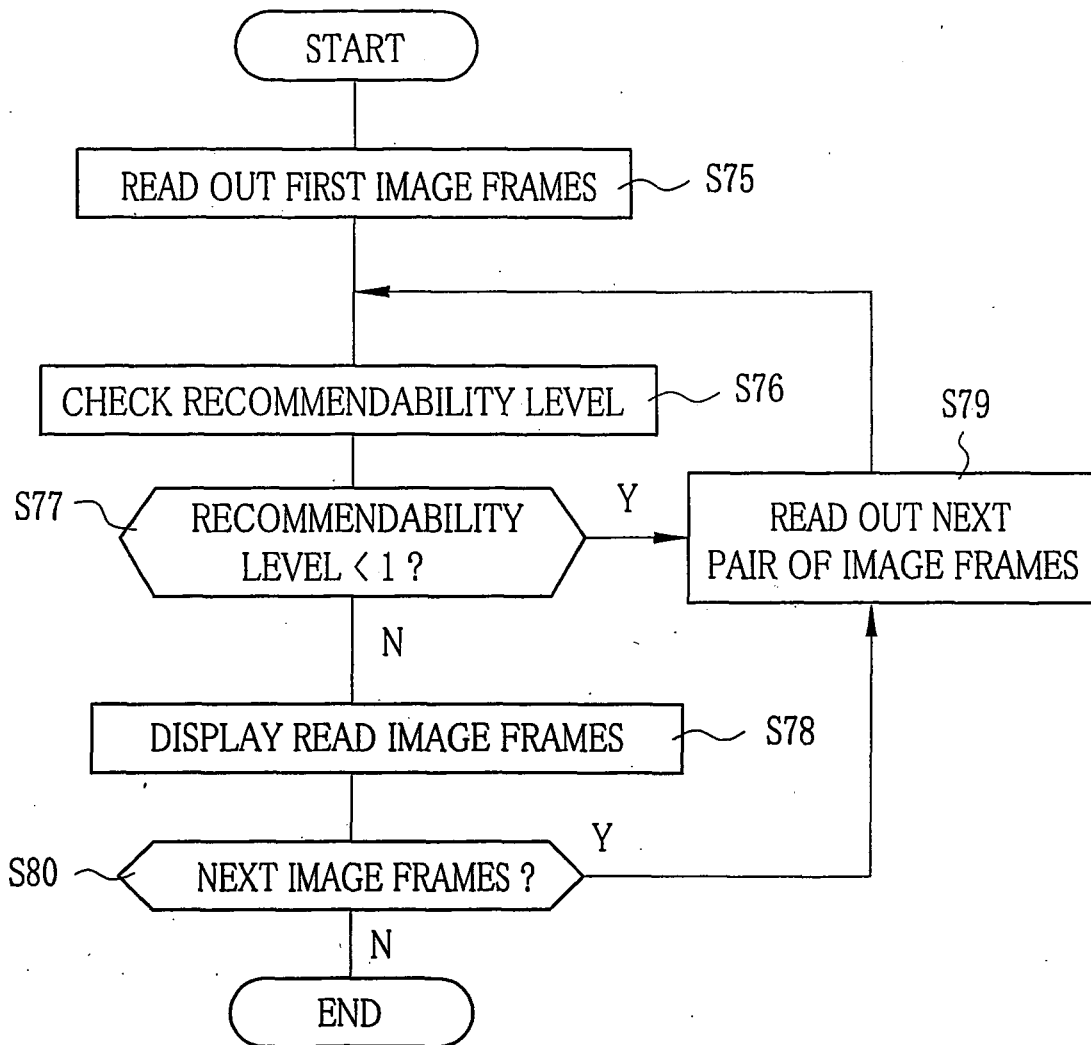 START
READ OUT FIRST IMAGE FRAMES
S75
CHECK RECOMMENDABILITY LEVEL
S76
S77
RECOMMENDABILITY
LEVEL < 1 ?
Y
S79
READ OUT NEXT
PAIR OF IMAGE FRAMES
N
DISPLAY READ IMAGE FRAMES
S78
S80
NEXT IMAGE FRAMES ?
Y
N
END